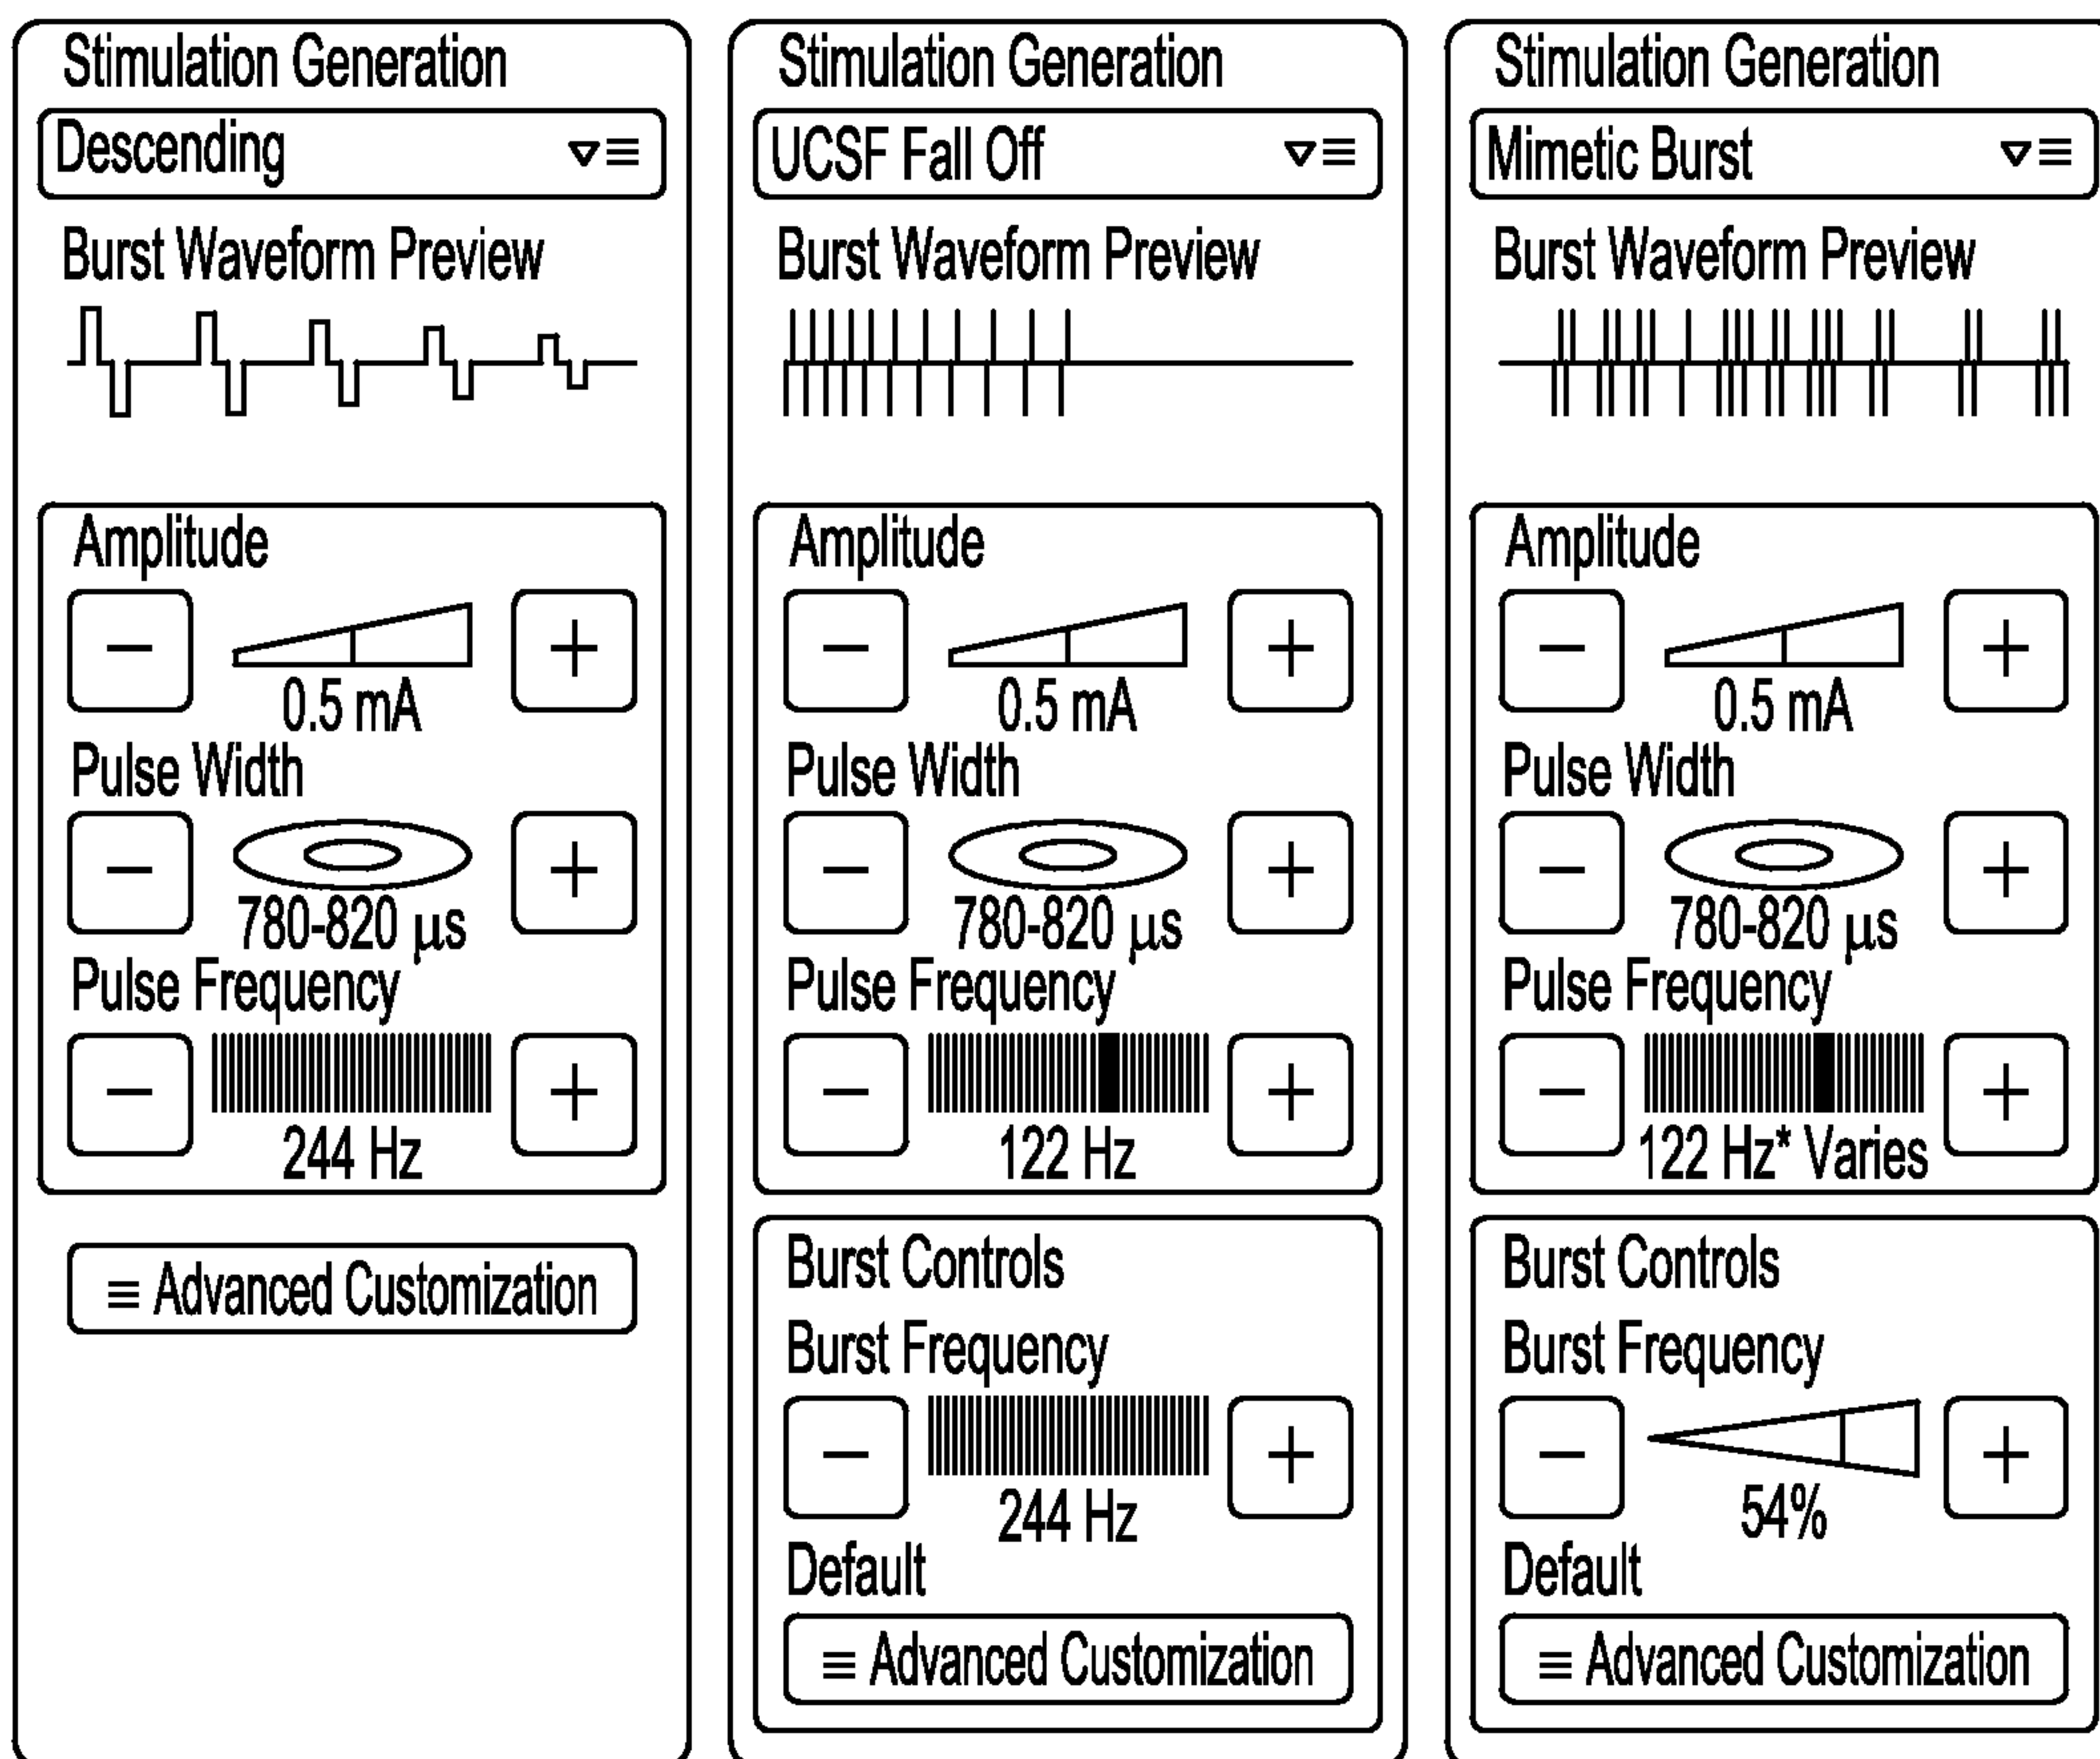 Stimulation Generation
Descending
Burst Waveform Preview
Amplitude
0.5 mA
Pulse Width
780-820 μs
Pulse Frequency
244 Hz
Advanced Customization
Stimulation Generation
UCSF Fall Off
Burst Waveform Preview
Amplitude
0.5 mA
Pulse Width
780-820 μs
Pulse Frequency
122 Hz
Burst Controls
Burst Frequency
244 Hz
Default
Advanced Customization
Stimulation Generation
Mimetic Burst
Burst Waveform Preview
Amplitude
0.5 mA
Pulse Width
780-820 μs
Pulse Frequency
122 Hz* Varies
Burst Controls
Burst Frequency
54%
Default
Advanced Customization